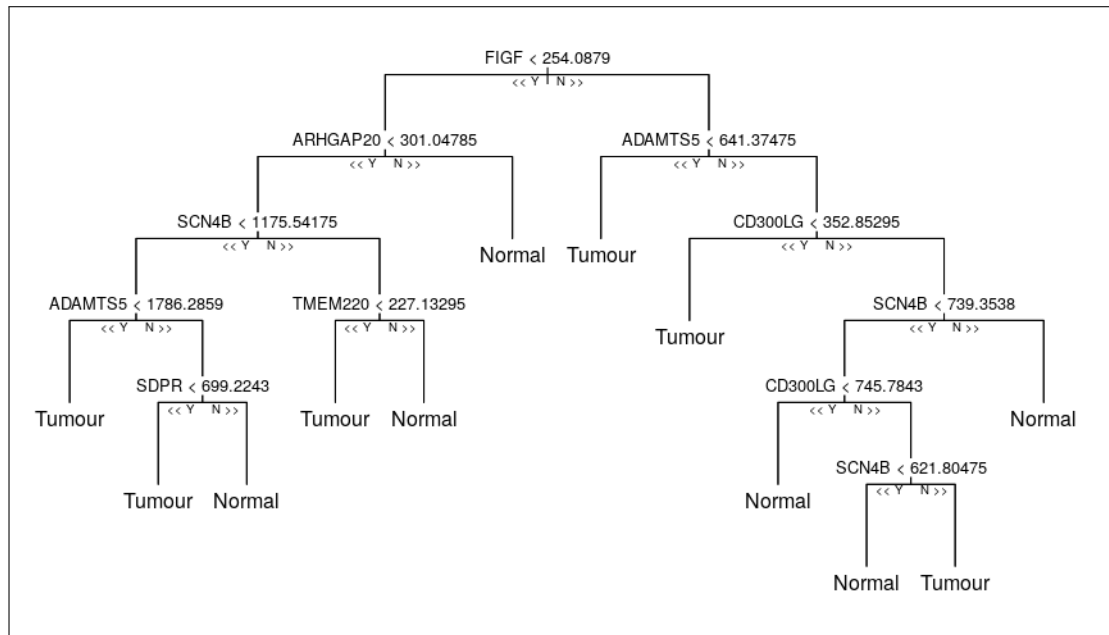 FIGF < 254.0879
<< Y N >>
ARHGAP20 < 301.04785
ADAMTS5 < 641.37475
<< Y N >>
<< Y N >>
SCN4B < 1175.54175
Normal
Tumour
CD300LG < 352.85295
<< Y N >>
<< Y N >>
ADAMTS5 < 1786.2859
TMEM220 < 227.13295
Tumour
SCN4B < 739.3538
<< Y N >>
<< Y N >>
<< Y N >>
Tumour
SDPR < 699.2243
Tumour
Normal
CD300LG < 745.7843
Normal
<< Y N >>
<< Y N >>
Tumour
Normal
Normal
SCN4B < 621.80475
<< Y N >>
Normal
Tumour